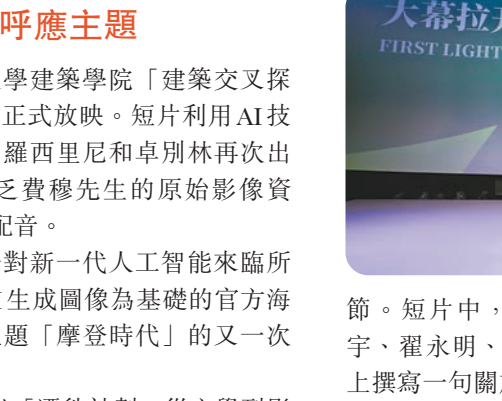 呼應主題
學建築學院「建築交叉探
正式放映。短片利用AI技
羅西里尼和卓別林再次出
乏費穆先生的原始影像資
配音。
對新一代人工智能來臨所
生成圖像為基礎的官方海
題「摩登時代」的又一次
大幕拉
FIRST LIGHT
節。短片中，
宇、翟永明、
上撰寫一句關